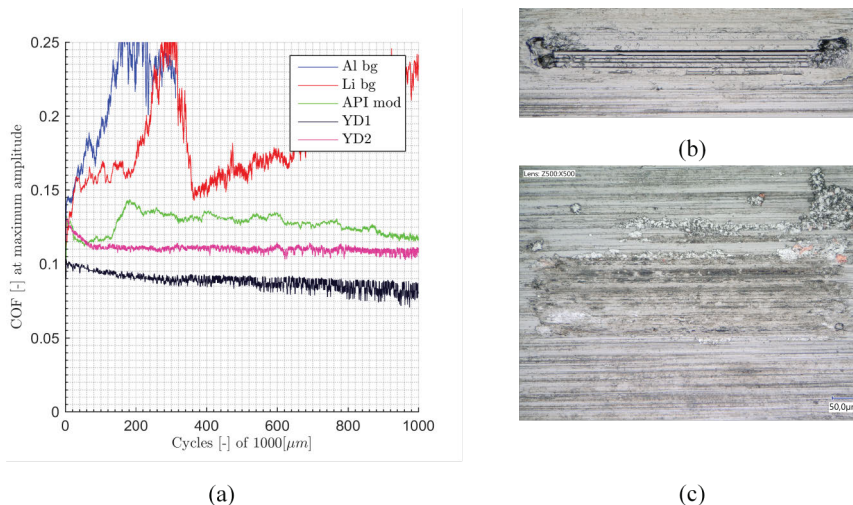 0.25
0.2
0.15
0.1
0.05
0
0 200 400 600 800 1000
COF [-] at maximum amplitude
Cycles [-] of 1000[μm]
Al bg
Li bg
API mod
YD1
YD2
(a)
(b)
Lens: Z500:X500
50,0μm
(c)